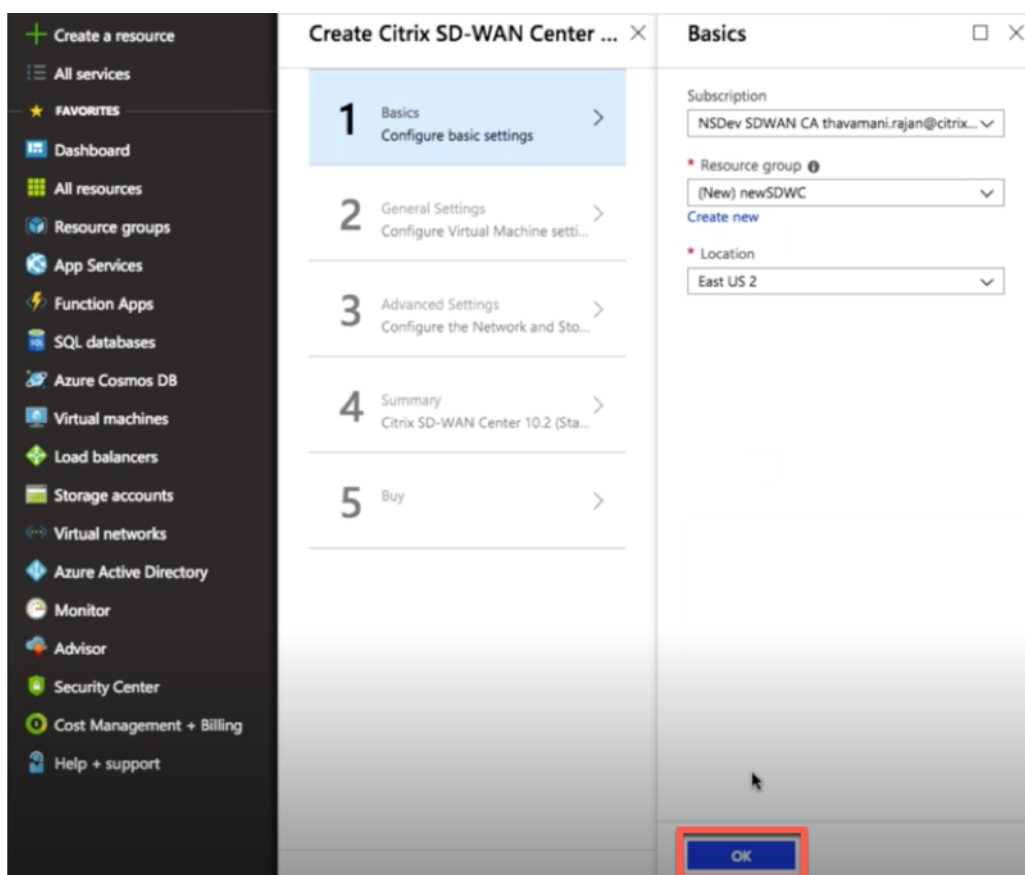 Create a resource
All services
FAVORITES
Dashboard
All resources
Resource groups
App Services
Function Apps
SQL databases
Azure Cosmos DB
Virtual machines
Load balancers
Storage accounts
Virtual networks
Azure Active Directory
Monitor
Advisor
Security Center
Cost Management + Billing
Help + support
Create Citrix SD-WAN Center ...
1
Basics
Configure basic settings
2
General Settings
Configure Virtual Machine setti...
3
Advanced Settings
Configure the Network and Sto...
4
Summary
Citrix SD-WAN Center 10.2 (Sta...
5
Buy
Basics
Subscription
NSDev SDWAN CA thavamani.rajan@citrix...
* Resource group
(New) newSDWC
Create new
* Location
East US 2
OK